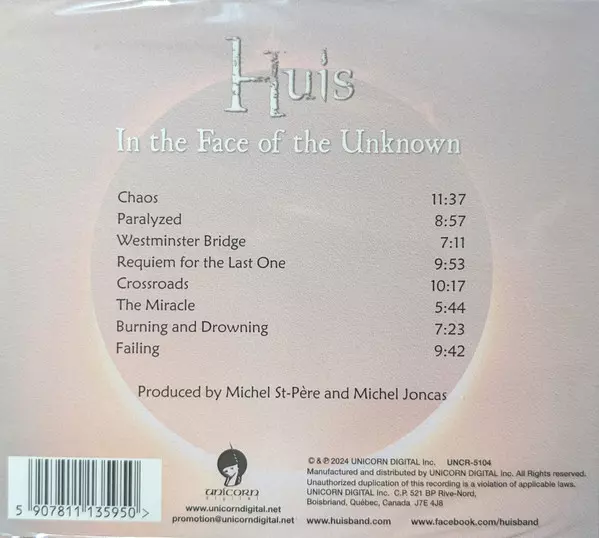 Huis
In the Face of the Unknown
Chaos 11:37
Paralyzed 8:57
Westminster Bridge 7:11
Requiem for the Last One 9:53
Crossroads 10:17
The Miracle 5:44
Burning and Drowning 7:23
Failing 9:42
Produced by Michel St-Père and Michel Joncas
5 907811 135950 >
UNICORN
DIGITAL
www.unicorndigital.net
promotion@unicorndigital.net
© & ℗ 2024 UNICORN DIGITAL Inc. UNCR-5104
Manufactured and distributed by UNICORN DIGITAL Inc. All Rights reserved.
Unauthorized duplication of this recording is a violation of applicable laws.
UNICORN DIGITAL Inc. C.P. 521 BP Rive-Nord,
Boisbriand, Québec, Canada J7E 4J8
www.huisband.com www.facebook.com/huisband